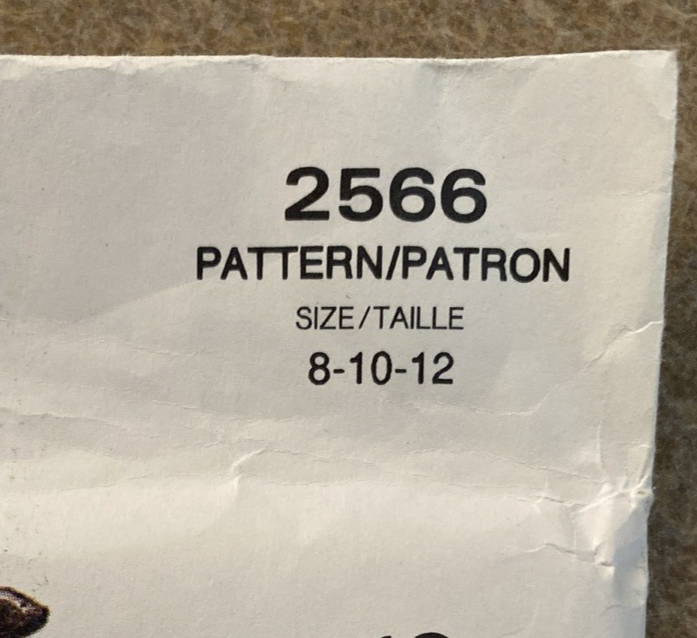 2566
PATTERN/PATRON
SIZE/TAILLE
8-10-12